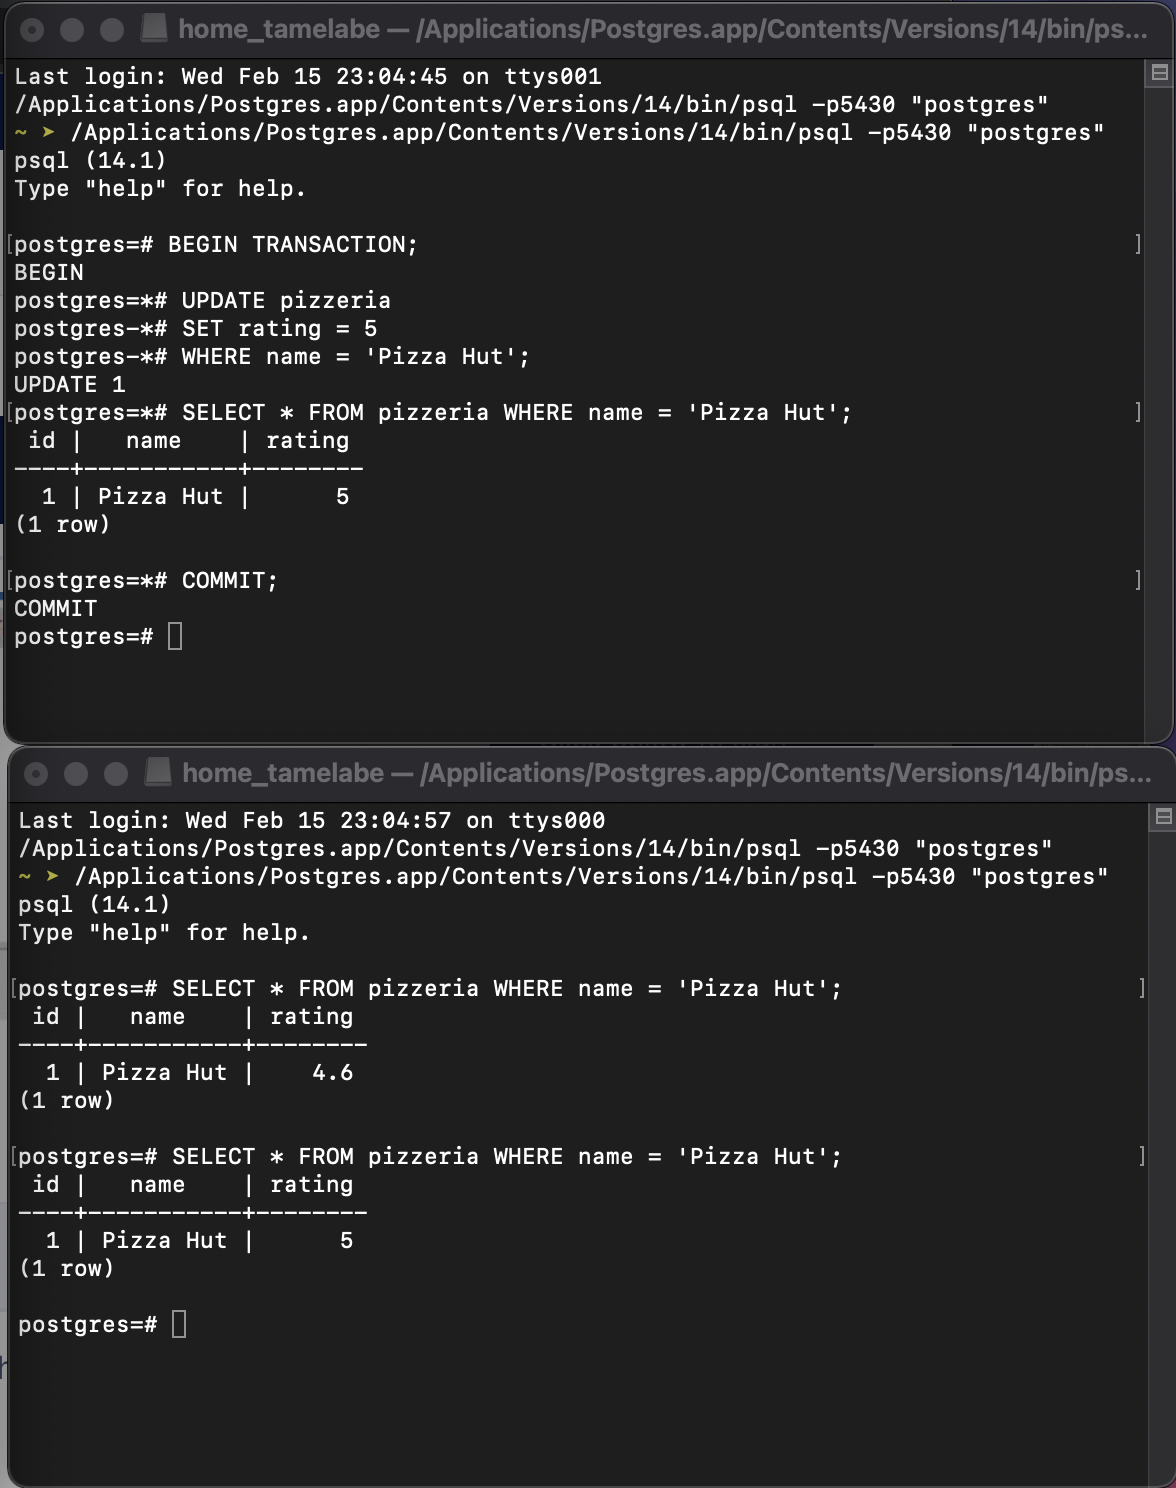 home_tamelabe — /Applications/Postgres.app/Contents/Versions/14/bin/ps...
Last login: Wed Feb 15 23:04:45 on ttys001
/Applications/Postgres.app/Contents/Versions/14/bin/psql -p5430 "postgres"
~ ➤ /Applications/Postgres.app/Contents/Versions/14/bin/psql -p5430 "postgres"
psql (14.1)
Type "help" for help.

[postgres=# BEGIN TRANSACTION; ]
BEGIN
postgres=*# UPDATE pizzeria
postgres-*# SET rating = 5
postgres-*# WHERE name = 'Pizza Hut';
UPDATE 1
[postgres=*# SELECT * FROM pizzeria WHERE name = 'Pizza Hut'; ]
 id |   name    | rating
----+-----------+--------
  1 | Pizza Hut |      5
(1 row)

[postgres=*# COMMIT; ]
COMMIT
postgres=#
home_tamelabe — /Applications/Postgres.app/Contents/Versions/14/bin/ps...
Last login: Wed Feb 15 23:04:57 on ttys000
/Applications/Postgres.app/Contents/Versions/14/bin/psql -p5430 "postgres"
~ ➤ /Applications/Postgres.app/Contents/Versions/14/bin/psql -p5430 "postgres"
psql (14.1)
Type "help" for help.

[postgres=# SELECT * FROM pizzeria WHERE name = 'Pizza Hut'; ]
 id |   name    | rating
----+-----------+--------
  1 | Pizza Hut |    4.6
(1 row)

[postgres=# SELECT * FROM pizzeria WHERE name = 'Pizza Hut'; ]
 id |   name    | rating
----+-----------+--------
  1 | Pizza Hut |      5
(1 row)

postgres=#